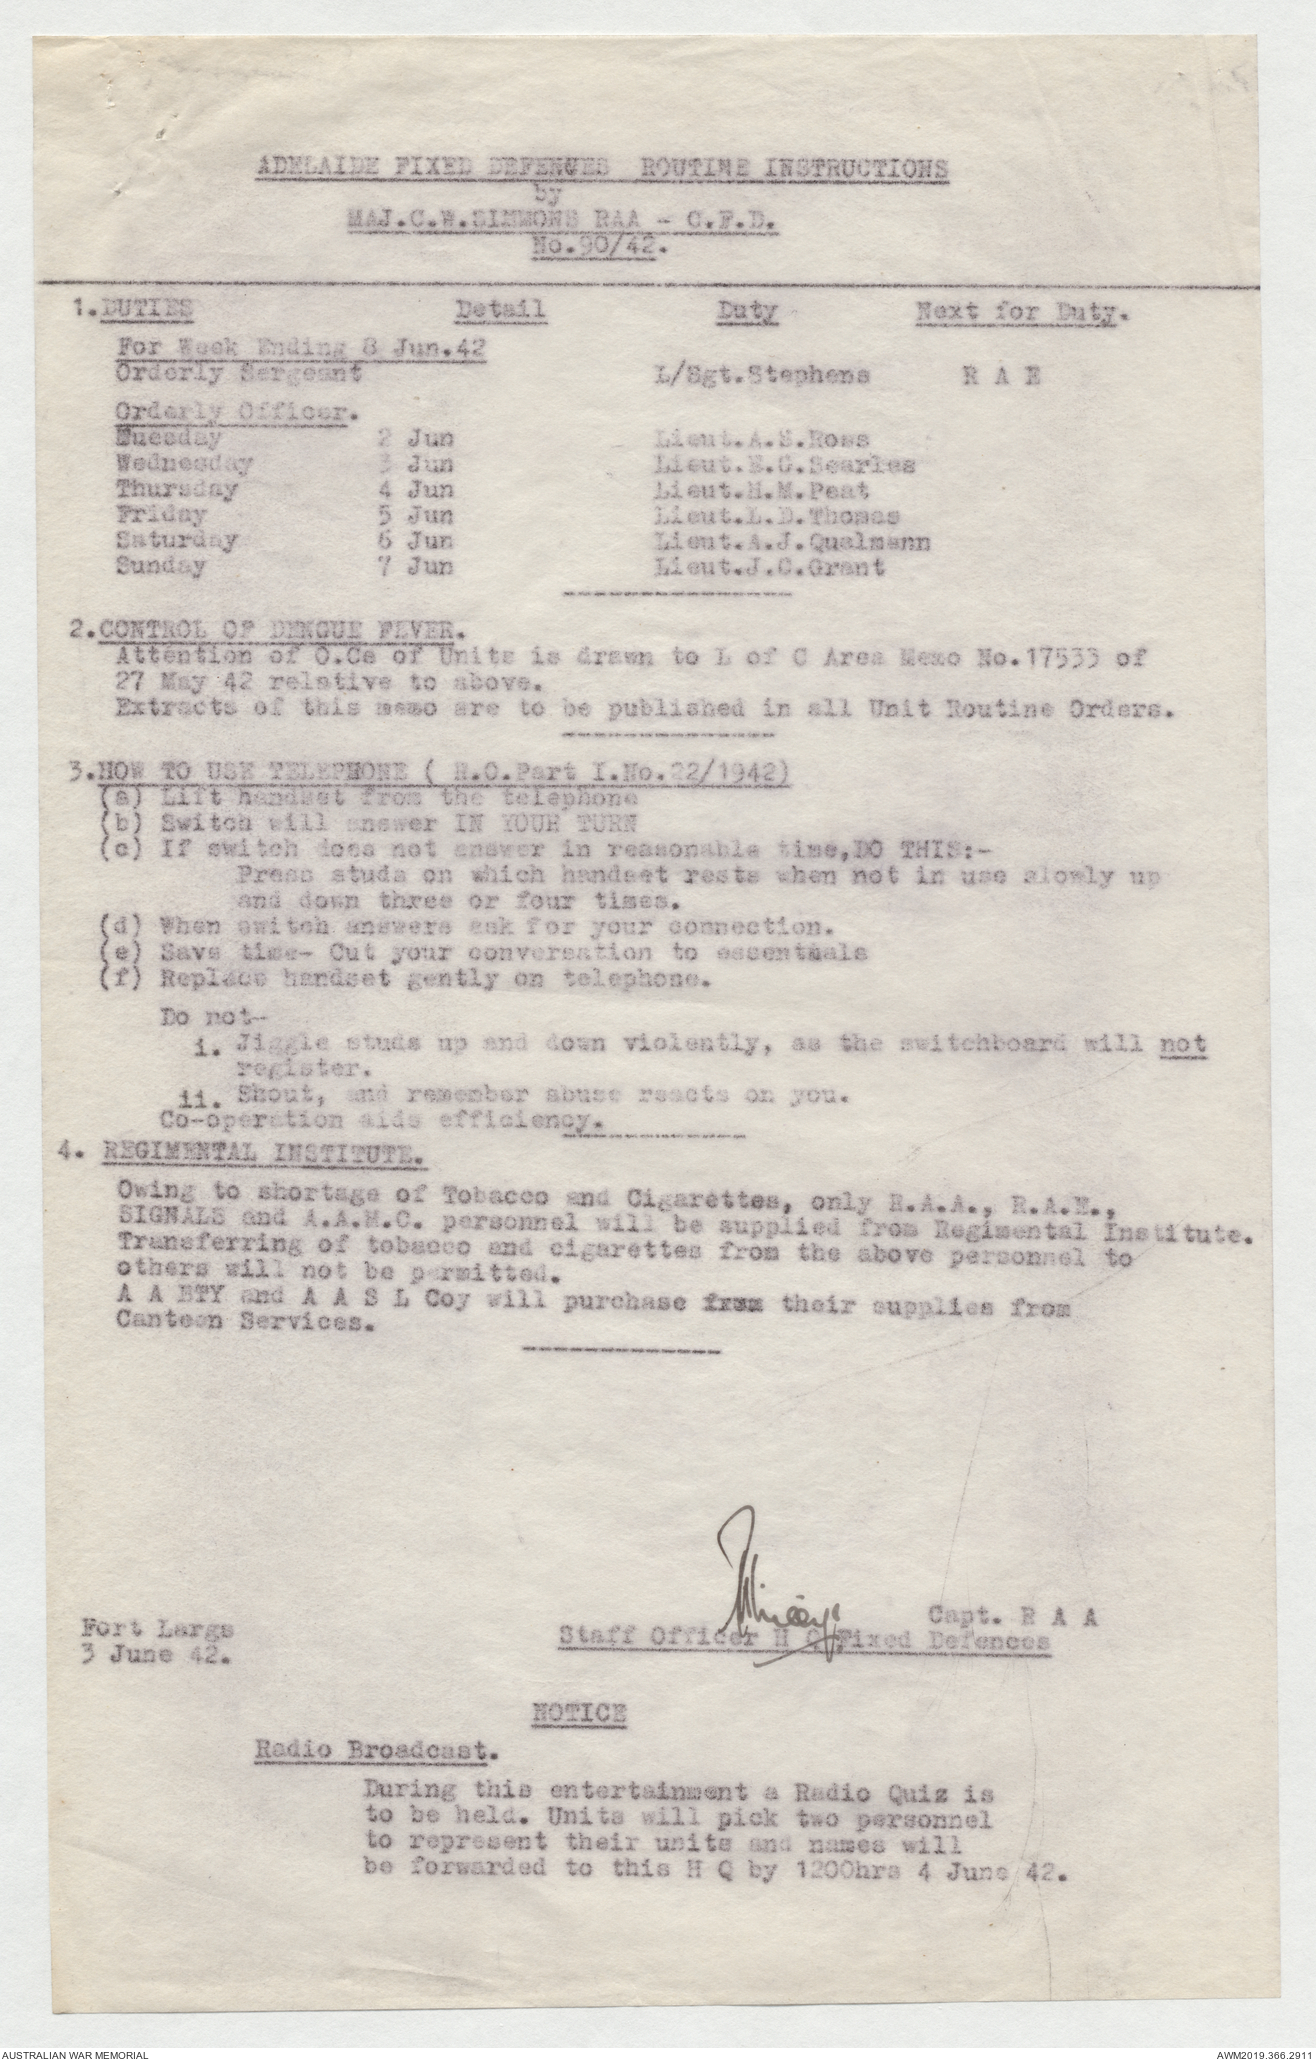 ADELAIDE FIXED DEFENCES ROUTINE INSTRUCTIONS
by
MAJ.C.W.SIMMONS RAA - C.F.D.
No.90/42.
1.DUTIES Detail Duty Next for Duty.
For Week Ending 8 Jun.42
Orderly Sergeant L/Sgt.Stephens R A E
Orderly Officer.
Tuesday 2 Jun Lieut.A.S.Ross
Wednesday 3 Jun Lieut.E.G.Searles
Thursday 4 Jun Lieut.H.M.Peat
Friday 5 Jun Lieut.L.D.Thomas
Saturday 6 Jun Lieut.A.J.Qualmann
Sunday 7 Jun Lieut.J.C.Grant
2.CONTROL OF DENGUE FEVER.
Attention of O.Cs of Units is drawn to L of C Area Memo No.17533 of
27 May 42 relative to above.
Extracts of this memo are to be published in all Unit Routine Orders.
3.HOW TO USE TELEPHONE ( R.O.Part I.No.22/1942)
(a) Lift handset from the telephone
(b) Switch will answer IN YOUR TURN
(c) If switch does not answer in reasonable time,DO THIS:-
Press studs on which handset rests when not in use slowly up
and down three or four times.
(d) When switch answers ask for your connection.
(e) Save time- Cut your conversation to essentials
(f) Replace handset gently on telephone.
Do not-
i. Jiggle studs up and down violently, as the switchboard will not
register.
ii. Shout, and remember abuse reacts on you.
Co-operation aids efficiency.
4. REGIMENTAL INSTITUTE.
Owing to shortage of Tobacco and Cigarettes, only R.A.A., R.A.E.,
SIGNALS and A.A.M.C. personnel will be supplied from Regimental Institute.
Transferring of tobacco and cigarettes from the above personnel to
others will not be permitted.
A A BTY and A A S L Coy will purchase from their supplies from
Canteen Services.
Capt. R A A
Fort Largs Staff Officer H Q Fixed Defences
3 June 42.
NOTICE
Radio Broadcast.
During this entertainment a Radio Quiz is
to be held. Units will pick two personnel
to represent their units and names will
be forwarded to this H Q by 1200hrs 4 June 42.
AUSTRALIAN WAR MEMORIAL AWM2019.366.2911